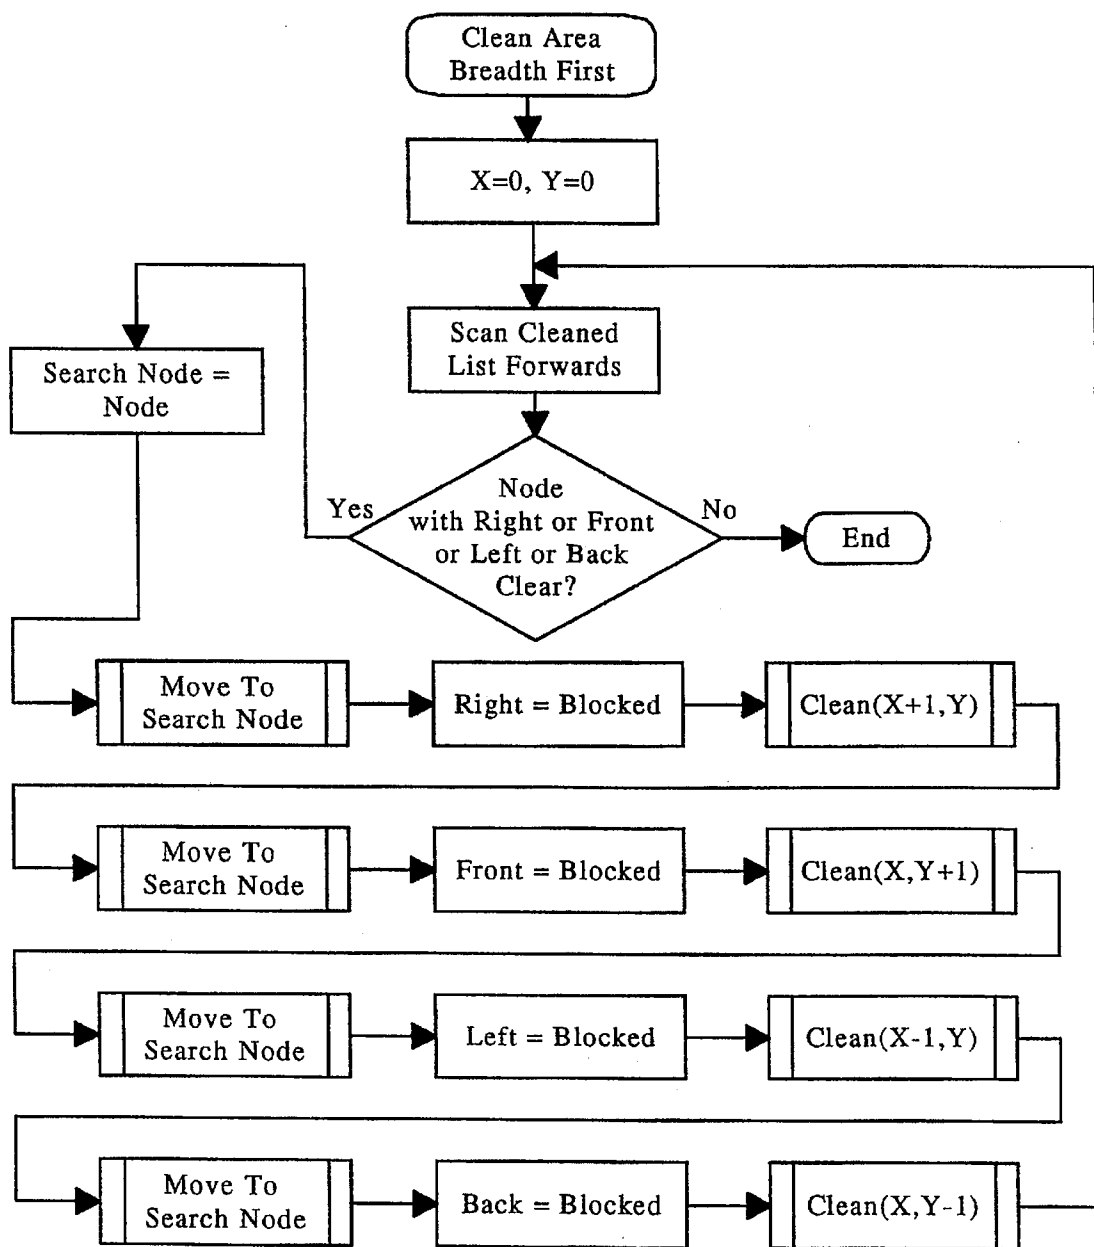 Clean Area
Breadth First
X=0, Y=0
Scan Cleaned
List Forwards
Search Node =
Node
Yes
Node
with Right or Front
or Left or Back
Clear?
No
End
Move To
Search Node
Right = Blocked
Clean(X+1,Y)
Move To
Search Node
Front = Blocked
Clean(X,Y+1)
Move To
Search Node
Left = Blocked
Clean(X-1,Y)
Move To
Search Node
Back = Blocked
Clean(X,Y-1)